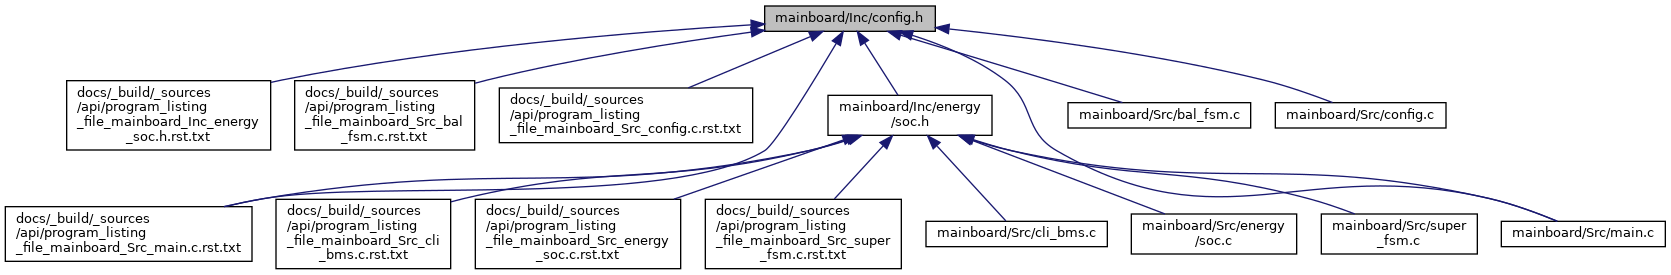 mainboard/Inc/config.h
docs/_build/_sources
/api/program_listing
_file_mainboard_Inc_energy
_soc.h.rst.txt
docs/_build/_sources
/api/program_listing
_file_mainboard_Src_bal
_fsm.c.rst.txt
docs/_build/_sources
/api/program_listing
_file_mainboard_Src_config.c.rst.txt
mainboard/Inc/energy
/soc.h
mainboard/Src/bal_fsm.c
mainboard/Src/config.c
docs/_build/_sources
/api/program_listing
_file_mainboard_Src_main.c.rst.txt
docs/_build/_sources
/api/program_listing
_file_mainboard_Src_cli
_bms.c.rst.txt
docs/_build/_sources
/api/program_listing
_file_mainboard_Src_energy
_soc.c.rst.txt
docs/_build/_sources
/api/program_listing
_file_mainboard_Src_super
_fsm.c.rst.txt
mainboard/Src/cli_bms.c
mainboard/Src/energy
/soc.c
mainboard/Src/super
_fsm.c
mainboard/Src/main.c